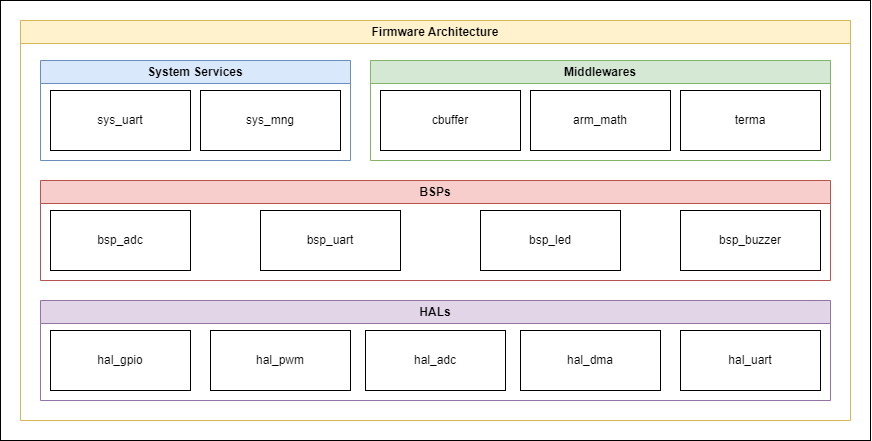 Firmware Architecture
System Services
Middlewares
sys_uart
sys_mng
cbuffer
arm_math
terma
BSPs
bsp_adc
bsp_uart
bsp_led
bsp_buzzer
HALs
hal_gpio
hal_pwm
hal_adc
hal_dma
hal_uart